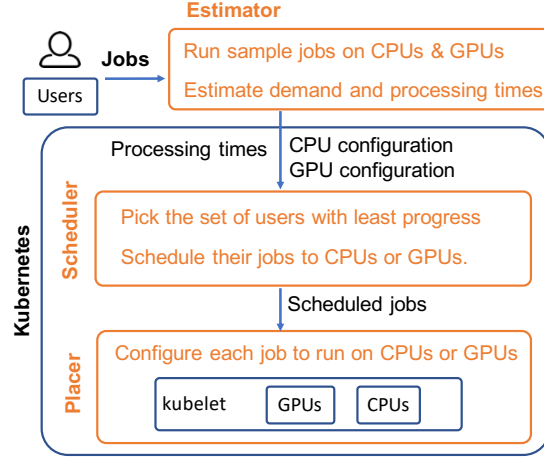 Estimator
Jobs
Users
Run sample jobs on CPUs & GPUs
Estimate demand and processing times
Kubernetes
Processing times
CPU configuration
GPU configuration
Scheduler
Pick the set of users with least progress
Schedule their jobs to CPUs or GPUs.
Scheduled jobs
Placer
Configure each job to run on CPUs or GPUs
kubelet
GPUs
CPUs